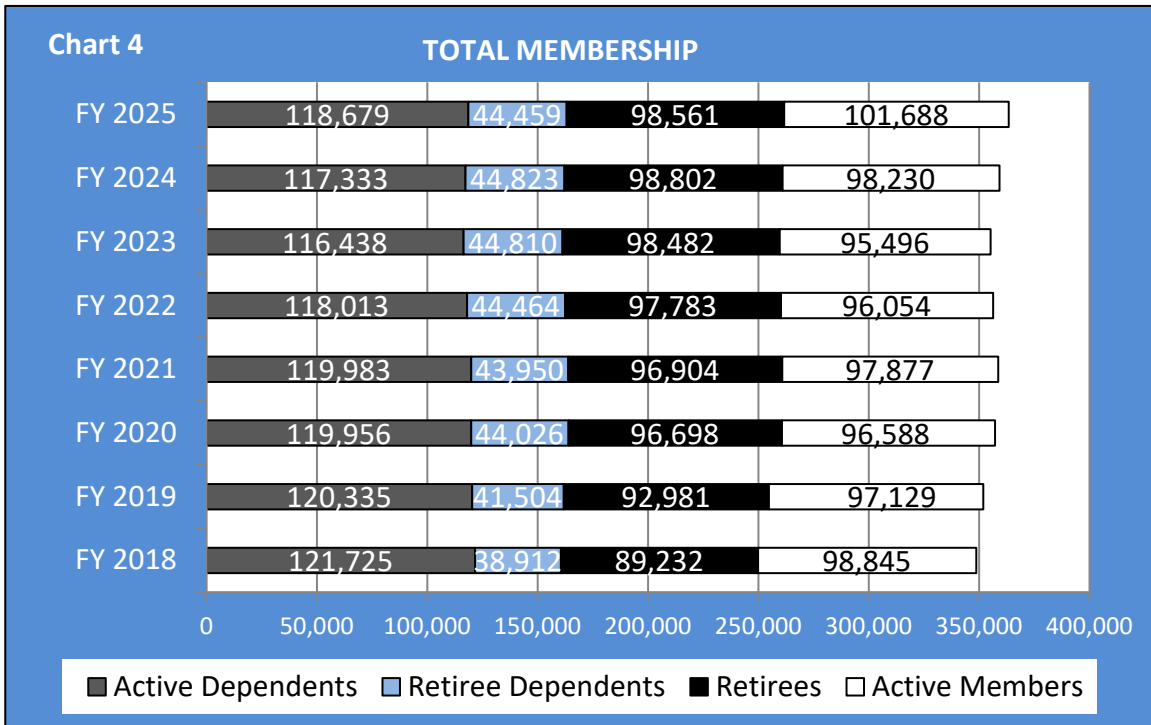 Chart 4
TOTAL MEMBERSHIP
FY 2025 118,679 44,459 98,561 101,688
FY 2024 117,333 44,823 98,802 98,230
FY 2023 116,438 44,810 98,482 95,496
FY 2022 118,013 44,464 97,783 96,054
FY 2021 119,983 43,950 96,904 97,877
FY 2020 119,956 44,026 96,698 96,588
FY 2019 120,335 41,504 92,981 97,129
FY 2018 121,725 38,912 89,232 98,845
0 50,000 100,000 150,000 200,000 250,000 300,000 350,000 400,000
Active Dependents Retiree Dependents Retirees Active Members